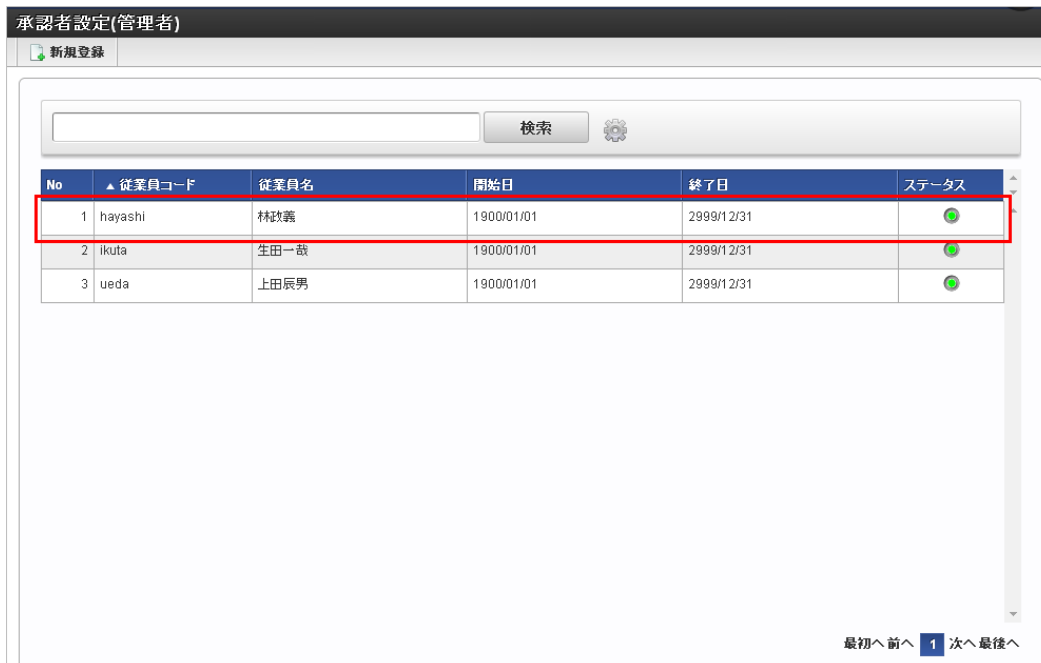 承認者設定(管理者)
新規登録
検索
No ▲ 従業員コード 従業員名 開始日 終了日 ステータス
1 hayashi 林政義 1900/01/01 2999/12/31
2 ikuta 生田一哉 1900/01/01 2999/12/31
3 ueda 上田辰男 1900/01/01 2999/12/31
最初へ 前へ 1 次へ 最後へ